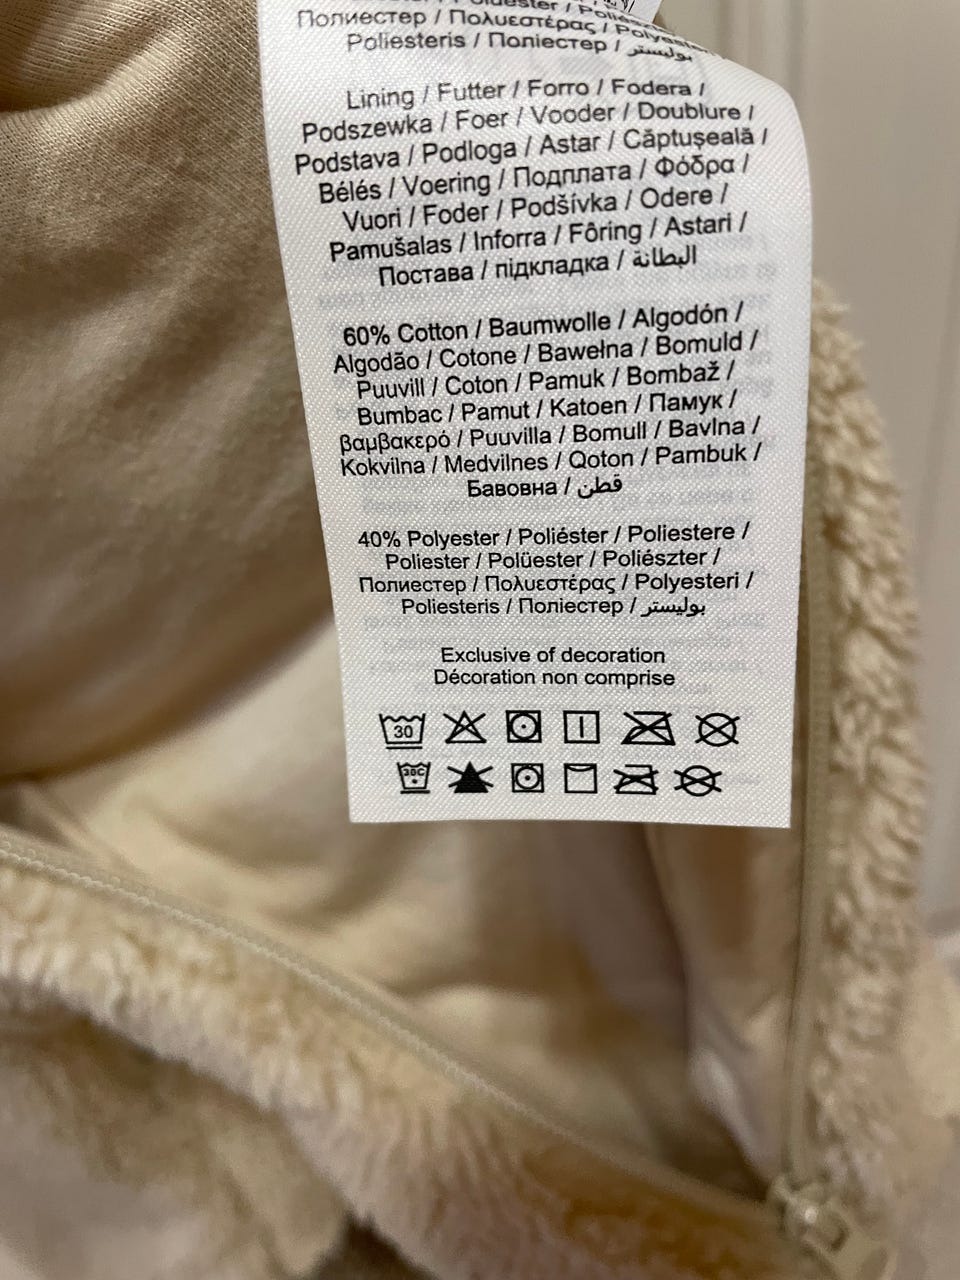 Полиестер / Πολυεστέρας / Polyesteri /
Poliesteris / Поліестер / بوليستر
Lining / Futter / Forro / Fodera /
Podszewka / Foer / Vooder / Doublure /
Podstava / Podloga / Astar / Căptușeală /
Bélés / Voering / Подплата / Φόδρα /
Vuori / Foder / Podšívka / Odere /
Pamušalas / Inforra / Fôring / Astari /
Постава / підкладка / البطانة
60% Cotton / Baumwolle / Algodón /
Algodão / Cotone / Bawełna / Bomuld /
Puuvill / Coton / Pamuk / Bombaž /
Bumbac / Pamut / Katoen / Памук /
βαμβακερό / Puuvilla / Bomull / Bavlna /
Kokvilna / Medvilnes / Qoton / Pambuk /
Бавовна / قطن
40% Polyester / Poliéster / Poliestere /
Poliester / Polüester / Poliészter /
Полиестер / Πολυεστέρας / Polyesteri /
Poliesteris / Поліестер / بوليستر
Exclusive of decoration
Décoration non comprise
30
30C